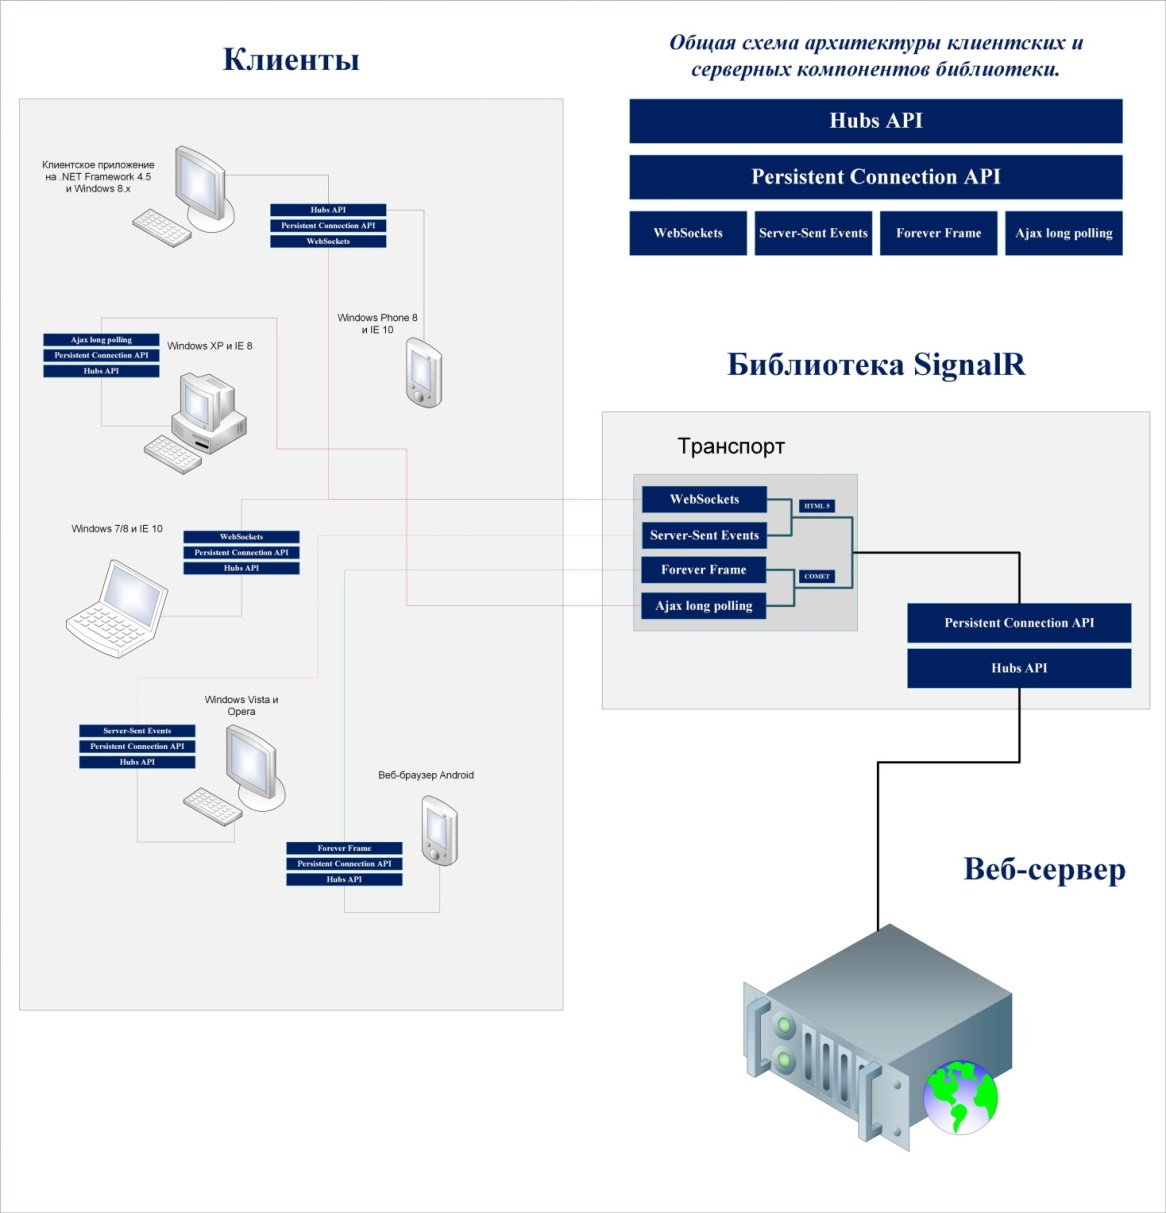 Клиенты
Общая схема архитектуры клиентских и
серверных компонентов библиотеки.
Hubs API
Persistent Connection API
WebSockets
Server-Sent Events
Forever Frame
Ajax long polling
Клиентское приложение
на .NET Framework 4.5
и Windows 8.x
Hubs API
Persistent Connection API
WebSockets
Windows Phone 8
и IE 10
Ajax long polling
Persistent Connection API
Hubs API
Windows XP и IE 8
Windows 7/8 и IE 10
WebSockets
Persistent Connection API
Hubs API
Windows Vista и
Opera
Server-Sent Events
Persistent Connection API
Hubs API
Веб-браузер Android
Forever Frame
Persistent Connection API
Hubs API
Библиотека SignalR
Транспорт
WebSockets
HTML 5
Server-Sent Events
Forever Frame
COMET
Ajax long polling
Persistent Connection API
Hubs API
Веб-сервер